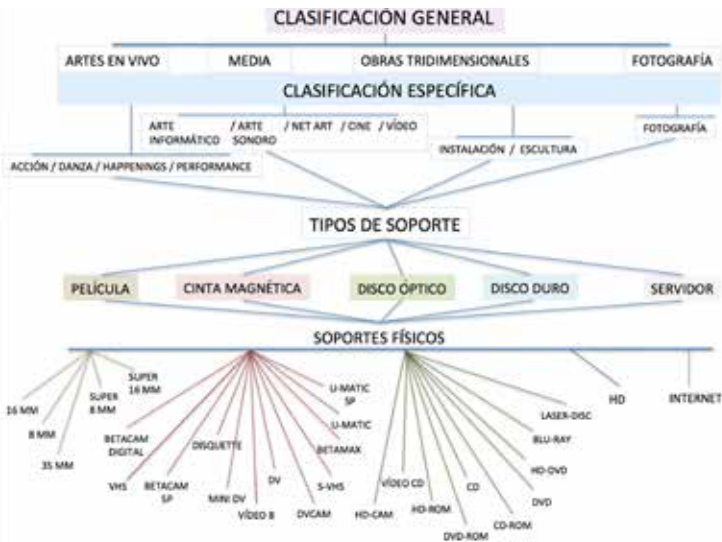 CLASIFICACIÓN GENERAL
ARTES EN VIVO
MEDIA
OBRAS TRIDIMENSIONALES
FOTOGRAFÍA
CLASIFICACIÓN ESPECÍFICA
ARTE INFORMÁTICO / ARTE SONORO / NET ART / CINE / VÍDEO
FOTOGRAFÍA
INSTALACIÓN / ESCULTURA
ACCIÓN / DANZA / HAPPENINGS / PERFORMANCE
TIPOS DE SOPORTE
PELÍCULA
CINTA MAGNÉTICA
DISCO ÓPTICO
DISCO DURO
SERVIDOR
SOPORTES FÍSICOS
16 MM
8 MM
35 MM
SUPER
8 MM
SUPER
16 MM
BETACAM
DIGITAL
VHS
BETACAM
SP
DISQUETTE
MINI DV
VÍDEO 8
DV
DVCAM
S-VHS
BETAMAX
U-MATIC
U-MATIC
SP
HD-CAM
VÍDEO CD
HD-ROM
DVD-ROM
CD
CD-ROM
DVD
HD-DVD
BLU-RAY
LASER-DISC
HD
INTERNET